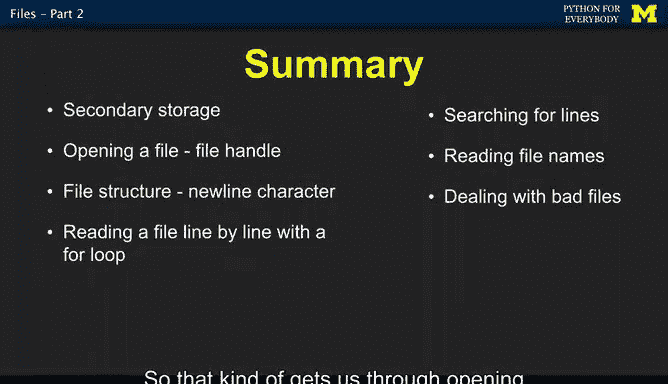 Files – Part 2
PYTHON FOR
EVERYBODY
M
Summary
• Secondary storage
• Opening a file - file handle
• File structure - newline character
• Reading a file line by line with a
for loop
• Searching for lines
• Reading file names
• Dealing with bad files
So that kind of gets us through opening